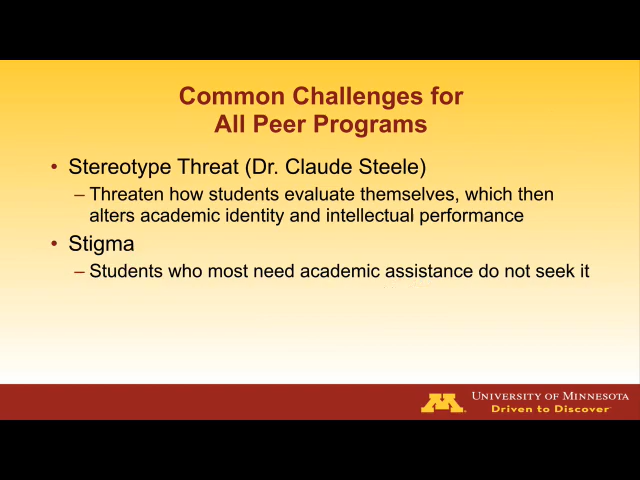 Common Challenges for
All Peer Programs
• Stereotype Threat (Dr. Claude Steele)
– Threaten how students evaluate themselves, which then
alters academic identity and intellectual performance
• Stigma
– Students who most need academic assistance do not seek it
M UNIVERSITY OF MINNESOTA
Driven to Discover